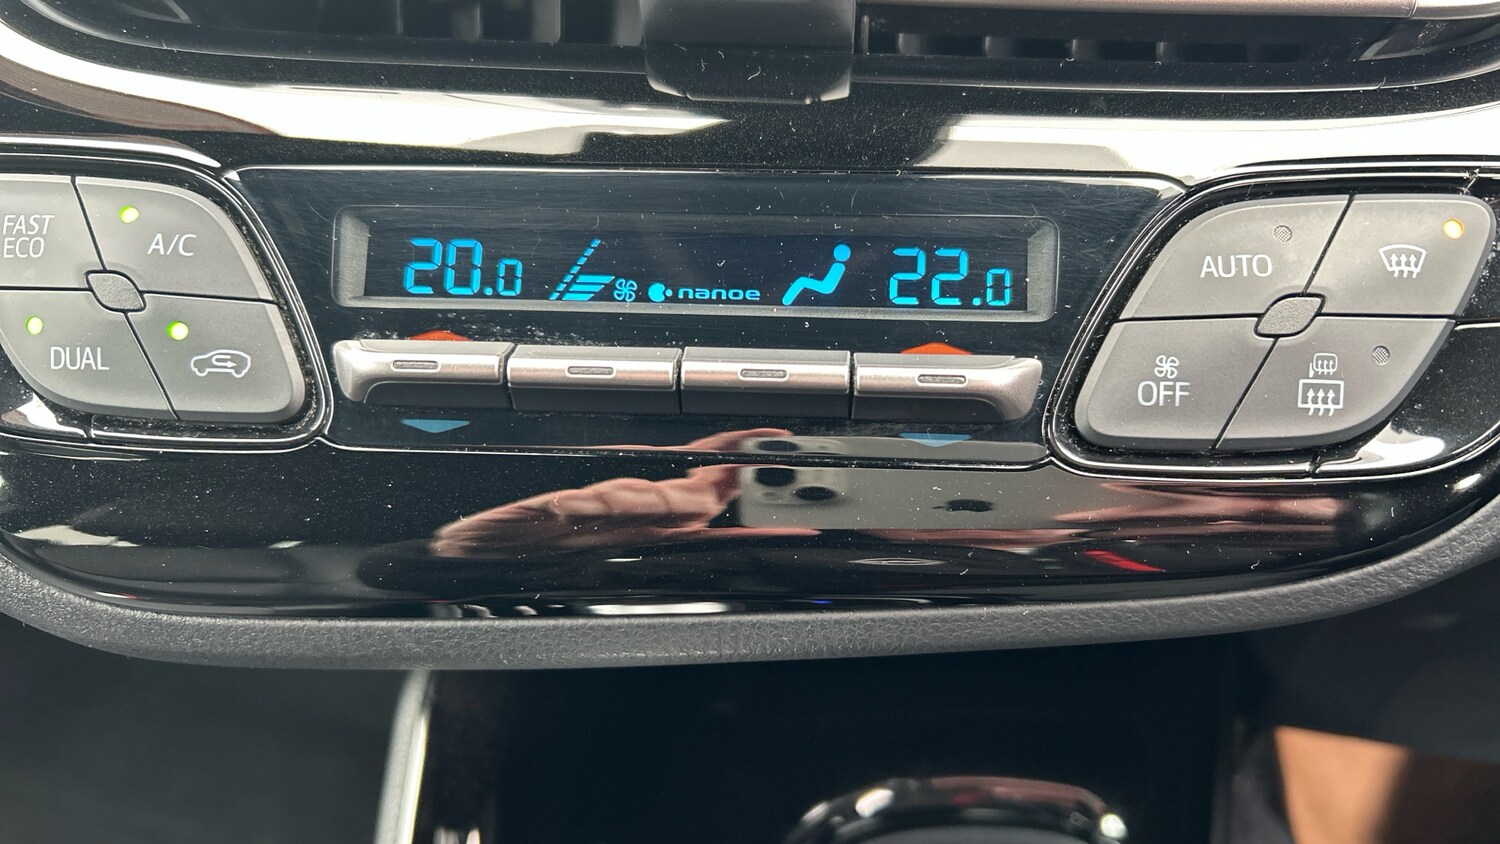 FAST
ECO
A/C
DUAL
20.0
nanoe
22.0
AUTO
OFF